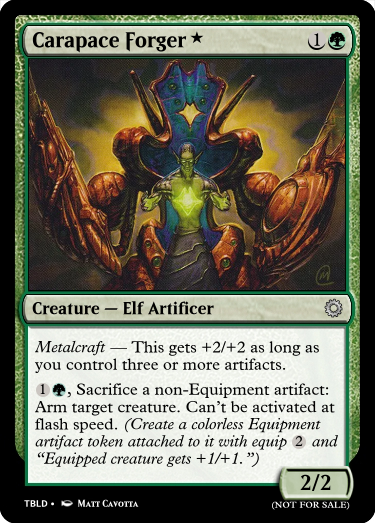 Carapace Forger ★ 1
Creature — Elf Artificer
Metalcraft — This gets +2/+2 as long as
you control three or more artifacts.
1 , Sacrifice a non-Equipment artifact:
Arm target creature. Can’t be activated at
flash speed. (Create a colorless Equipment
artifact token attached to it with equip 2 and
“Equipped creature gets +1/+1.”)
2/2
TBLD • Matt Cavotta
(NOT FOR SALE)